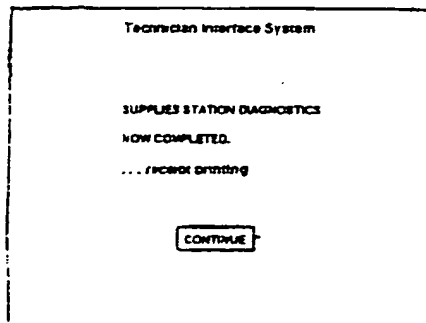 Technician Interface System
SUPPLIES STATION DIAGNOSTICS
NOW COMPLETED.
... receipt printing
CONTINUE